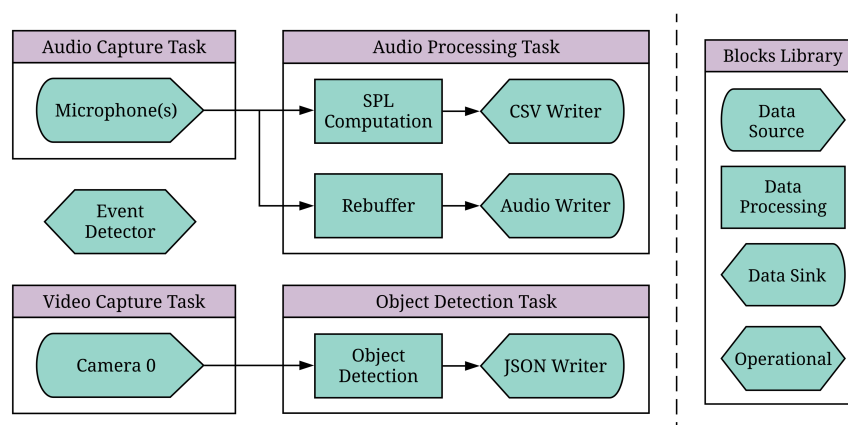 Audio Capture Task
Microphone(s)
Audio Processing Task
SPL
Computation
CSV Writer
Rebuffer
Audio Writer
Event
Detector
Video Capture Task
Camera 0
Object Detection Task
Object
Detection
JSON Writer
Blocks Library
Data
Source
Data
Processing
Data Sink
Operational